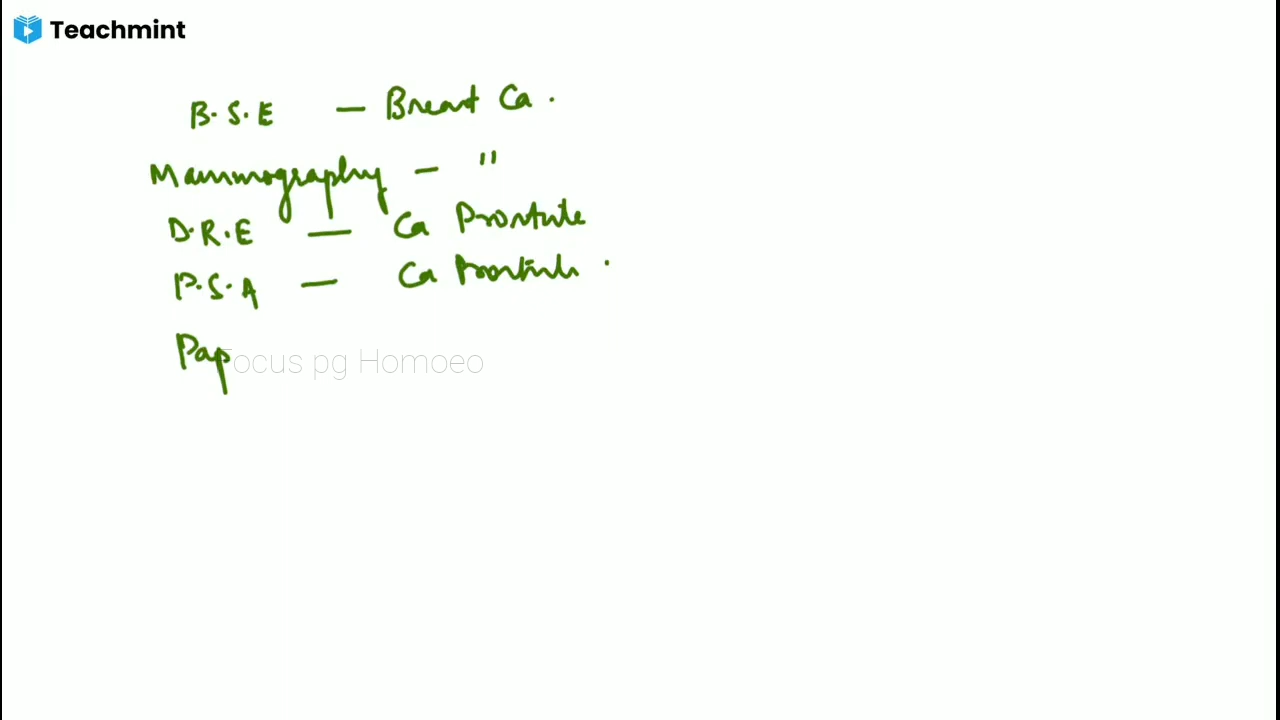 Teachmint
B.S.E — Breast Ca.
Mammography — "
D.R.E — Ca Prostate
P.S.A — Ca Prostate.
Pap
Focus pg Homoeo